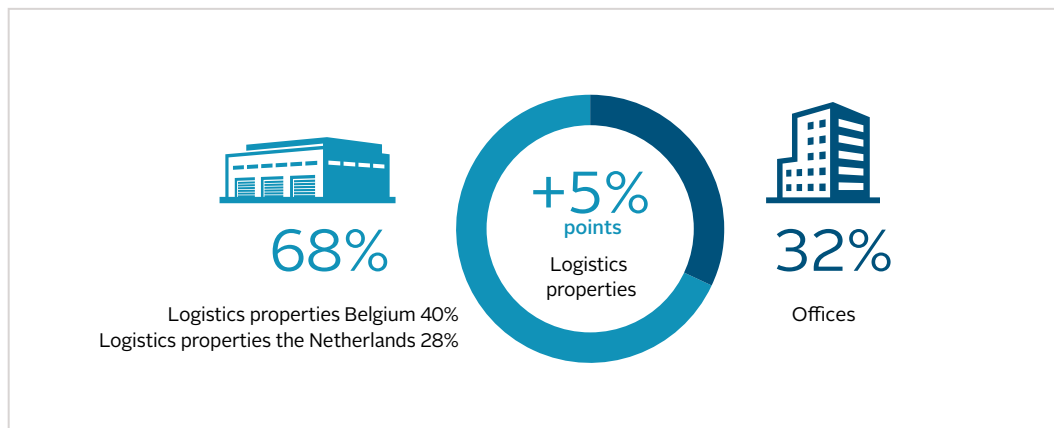 68%
Logistics properties Belgium 40%
Logistics properties the Netherlands 28%
+5%
points
Logistics
properties
32%
Offices